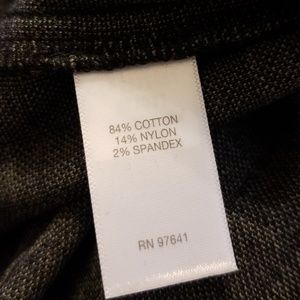 84% COTTON
14% NYLON
2% SPANDEX
RN 97641